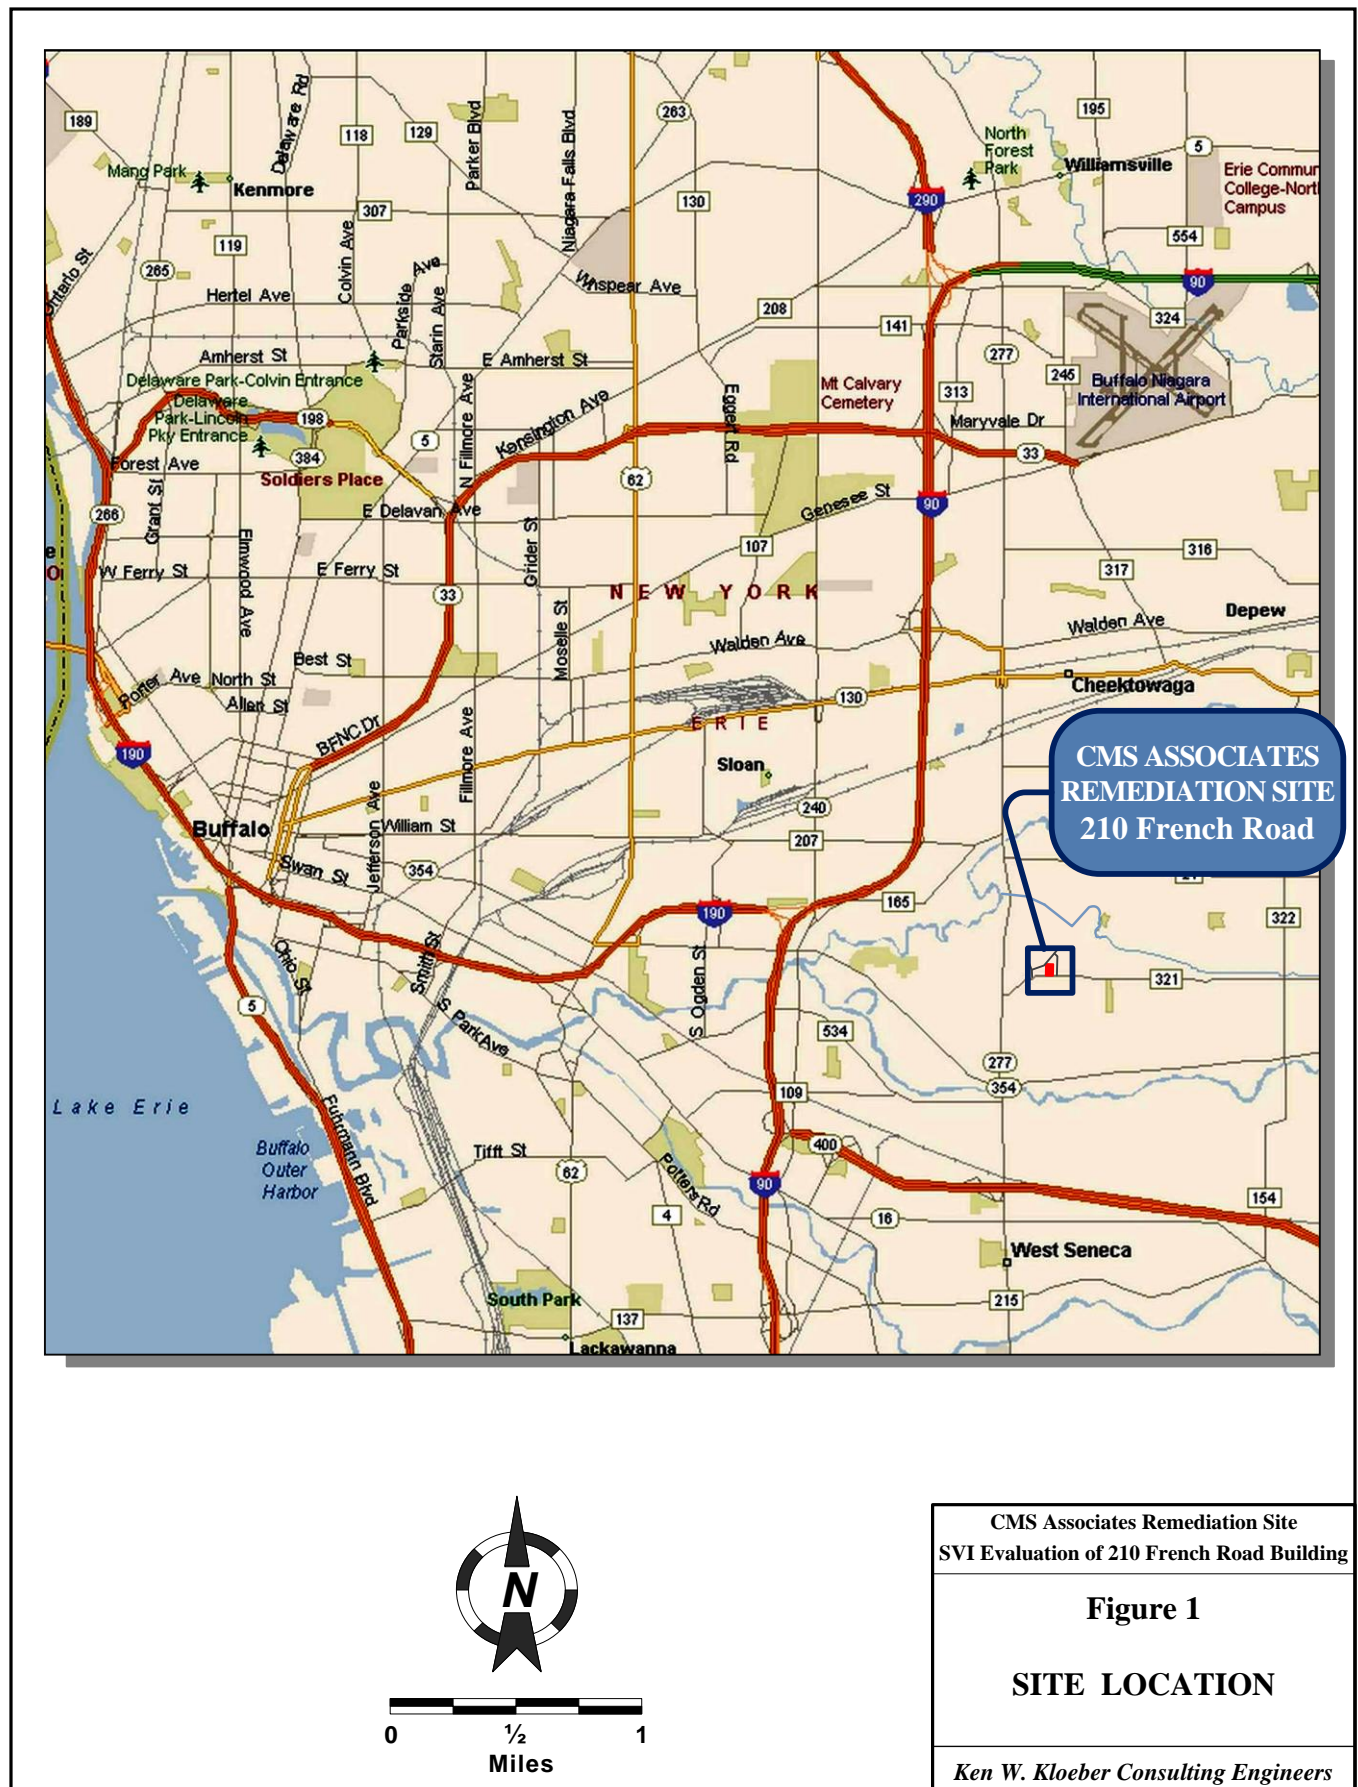 189
Mang Park
Kenmore
Delaware Rd
118
129
Parker Blvd
Niagara Falls Blvd
263
195
North
Forest
Park
Williamsville
5
Erie Commun
College-North
Campus
307
130
290
119
265
554
Ontario St
Colvin Ave
Parkside Ave
Starin Ave
Winspear Ave
Hertel Ave
90
208
324
141
Amherst St
E Amherst St
277
245
Delaware Park-Colvin Entrance
Mt Calvary
Cemetery
Buffalo Niagara
International Airport
313
Delaware
Park-Lincoln
Pky Entrance
198
Kensington Ave
Eggert Rd
Maryvale Dr
5
N Fillmore Ave
33
Forest Ave
384
Soldiers Place
62
90
Genesee St
266
Grant St
E Delavan Ave
Grider St
Elmwood Ave
107
316
e
O
W Ferry St
E Ferry St
317
33
NEW YORK
Moselle St
Depew
Walden Ave
Walden Ave
Best St
Porter Ave
North St
Allen St
Cheektowaga
130
BFNC Dr
ERIE
Fillmore Ave
190
Sloan
CMS ASSOCIATES
REMEDIATION SITE
210 French Road
240
Jefferson Ave
Buffalo
William St
207
Swan St
354
165
190
322
Ohio St
Smith St
S Ogden St
321
5
S Park Ave
534
277
354
109
Lake Erie
Fuhrmann Blvd
Buffalo
Outer
Harbor
Tifft St
400
62
Potters Rd
90
154
4
16
West Seneca
South Park
215
137
Lackawanna
N
0
½
1
Miles
CMS Associates Remediation Site
SVI Evaluation of 210 French Road Building
Figure 1
SITE LOCATION
Ken W. Kloeber Consulting Engineers